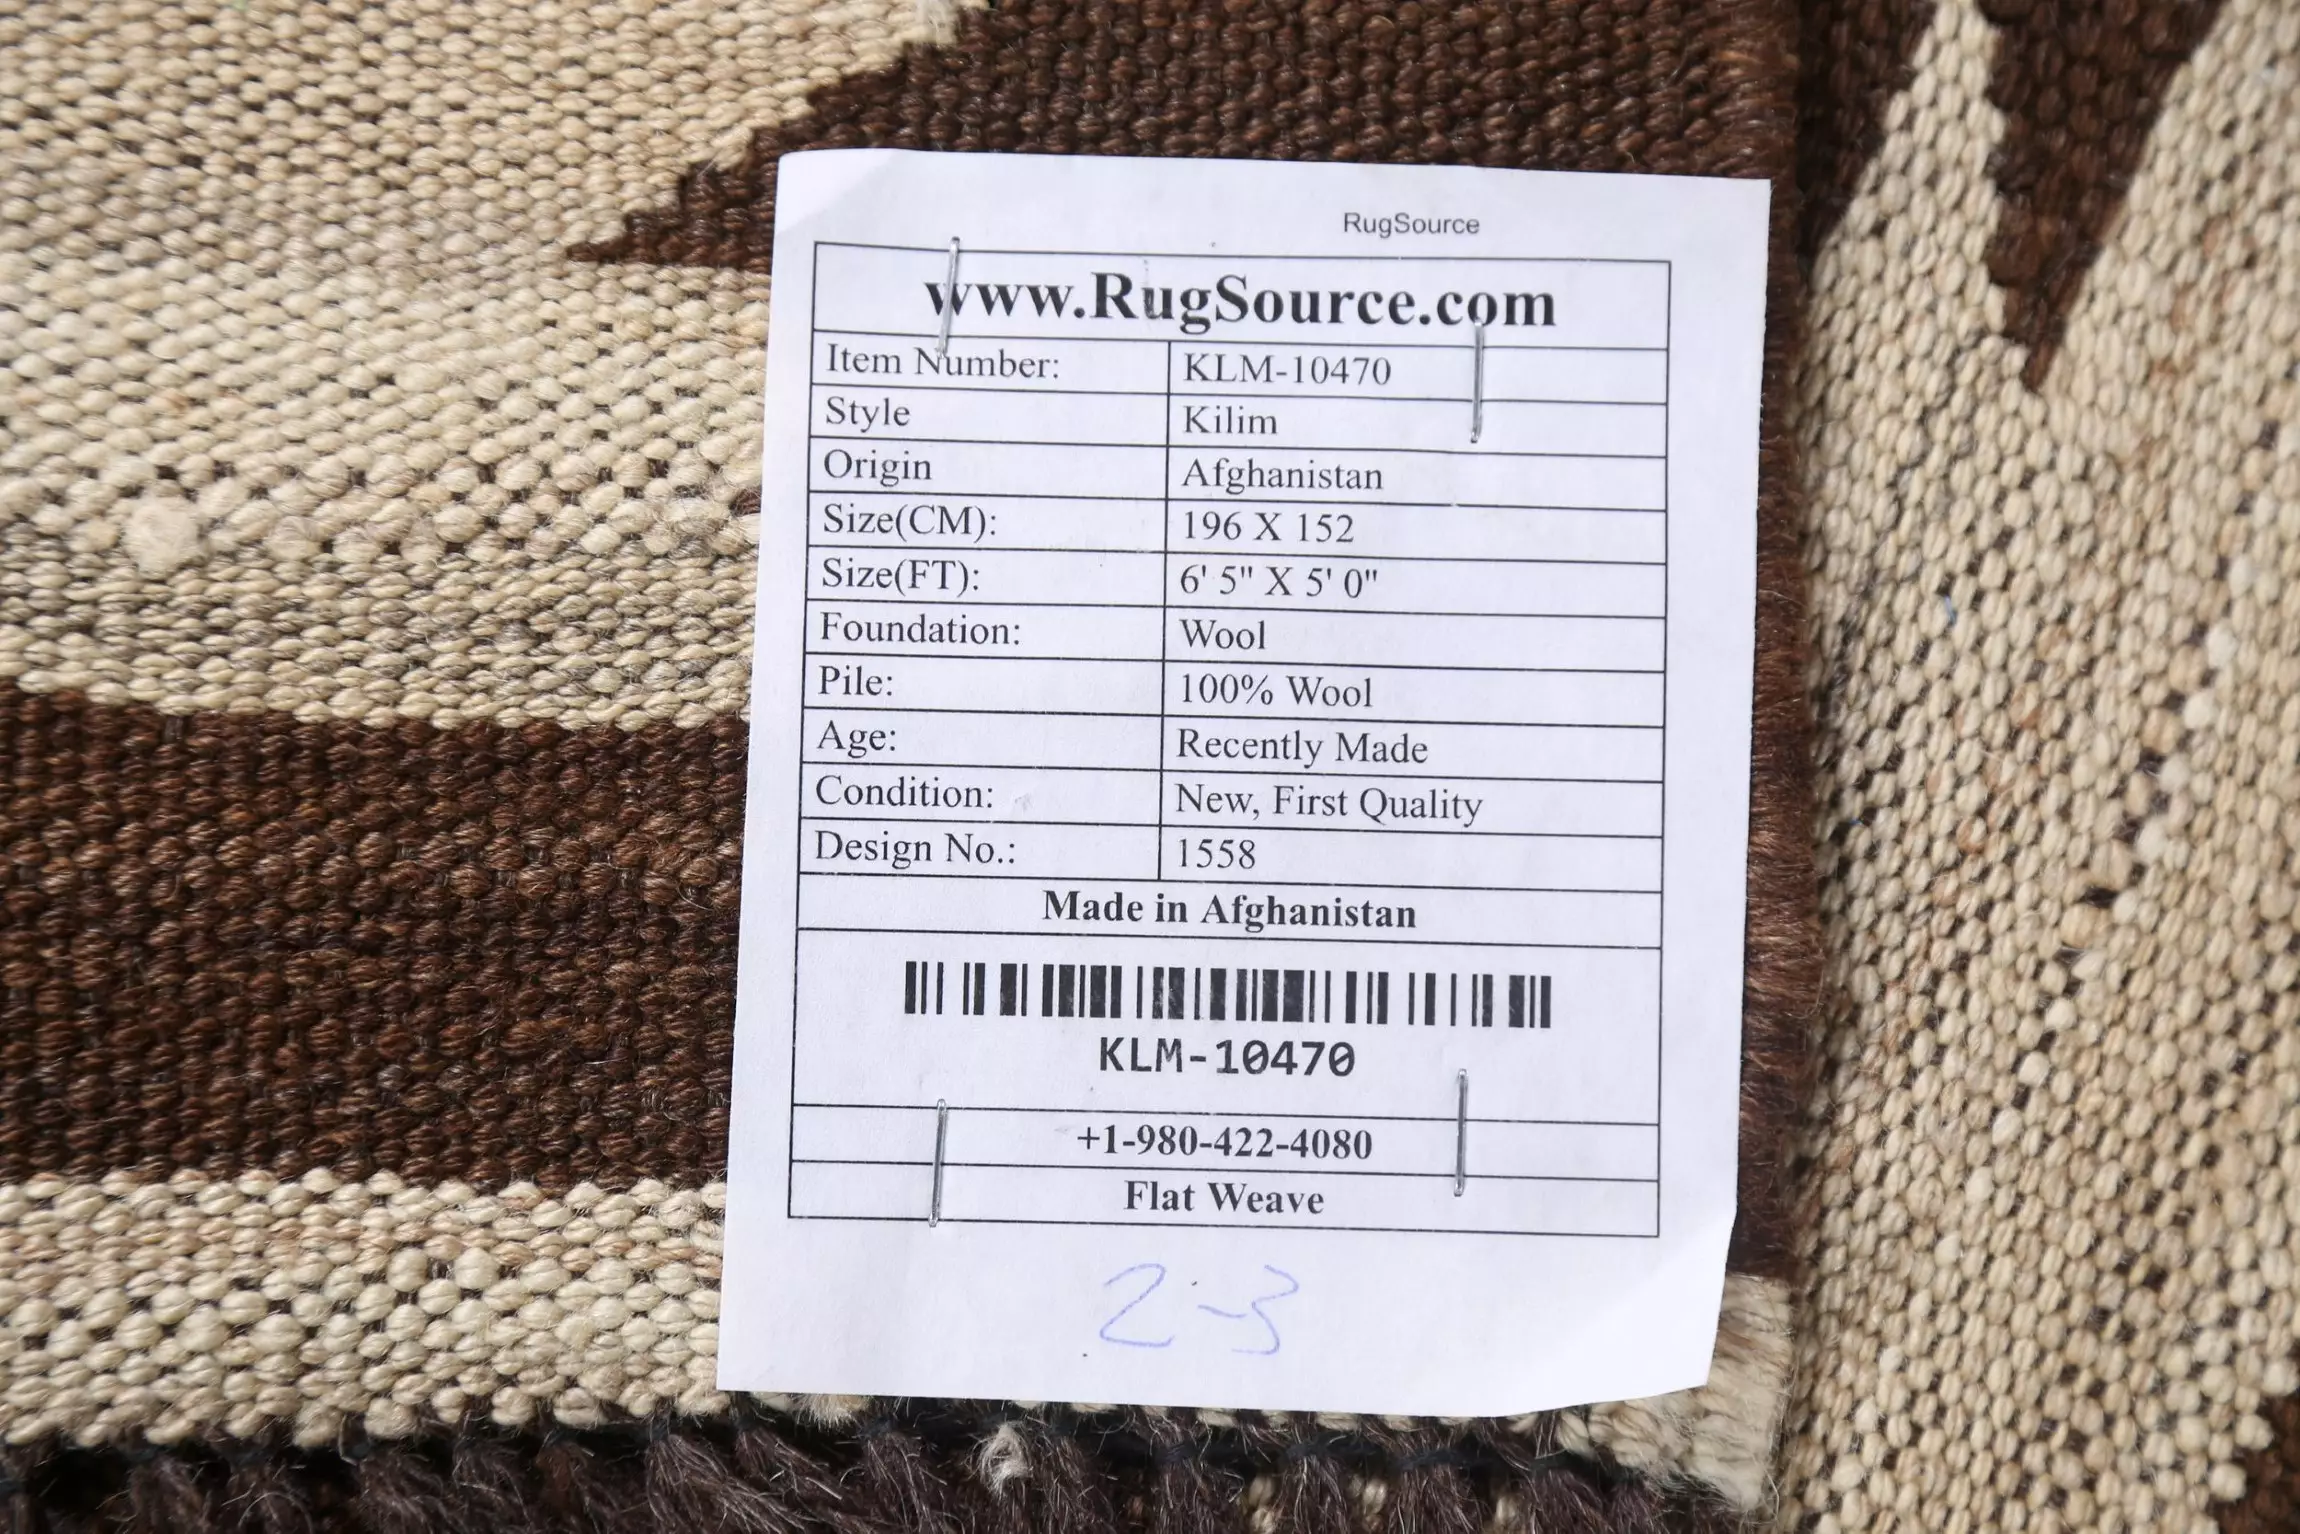 RugSource
www.RugSource.com
Item Number: KLM-10470
Style Kilim
Origin Afghanistan
Size(CM): 196 X 152
Size(FT): 6' 5" X 5' 0"
Foundation: Wool
Pile: 100% Wool
Age: Recently Made
Condition: New, First Quality
Design No.: 1558
Made in Afghanistan
KLM-10470
+1-980-422-4080
Flat Weave
2-3